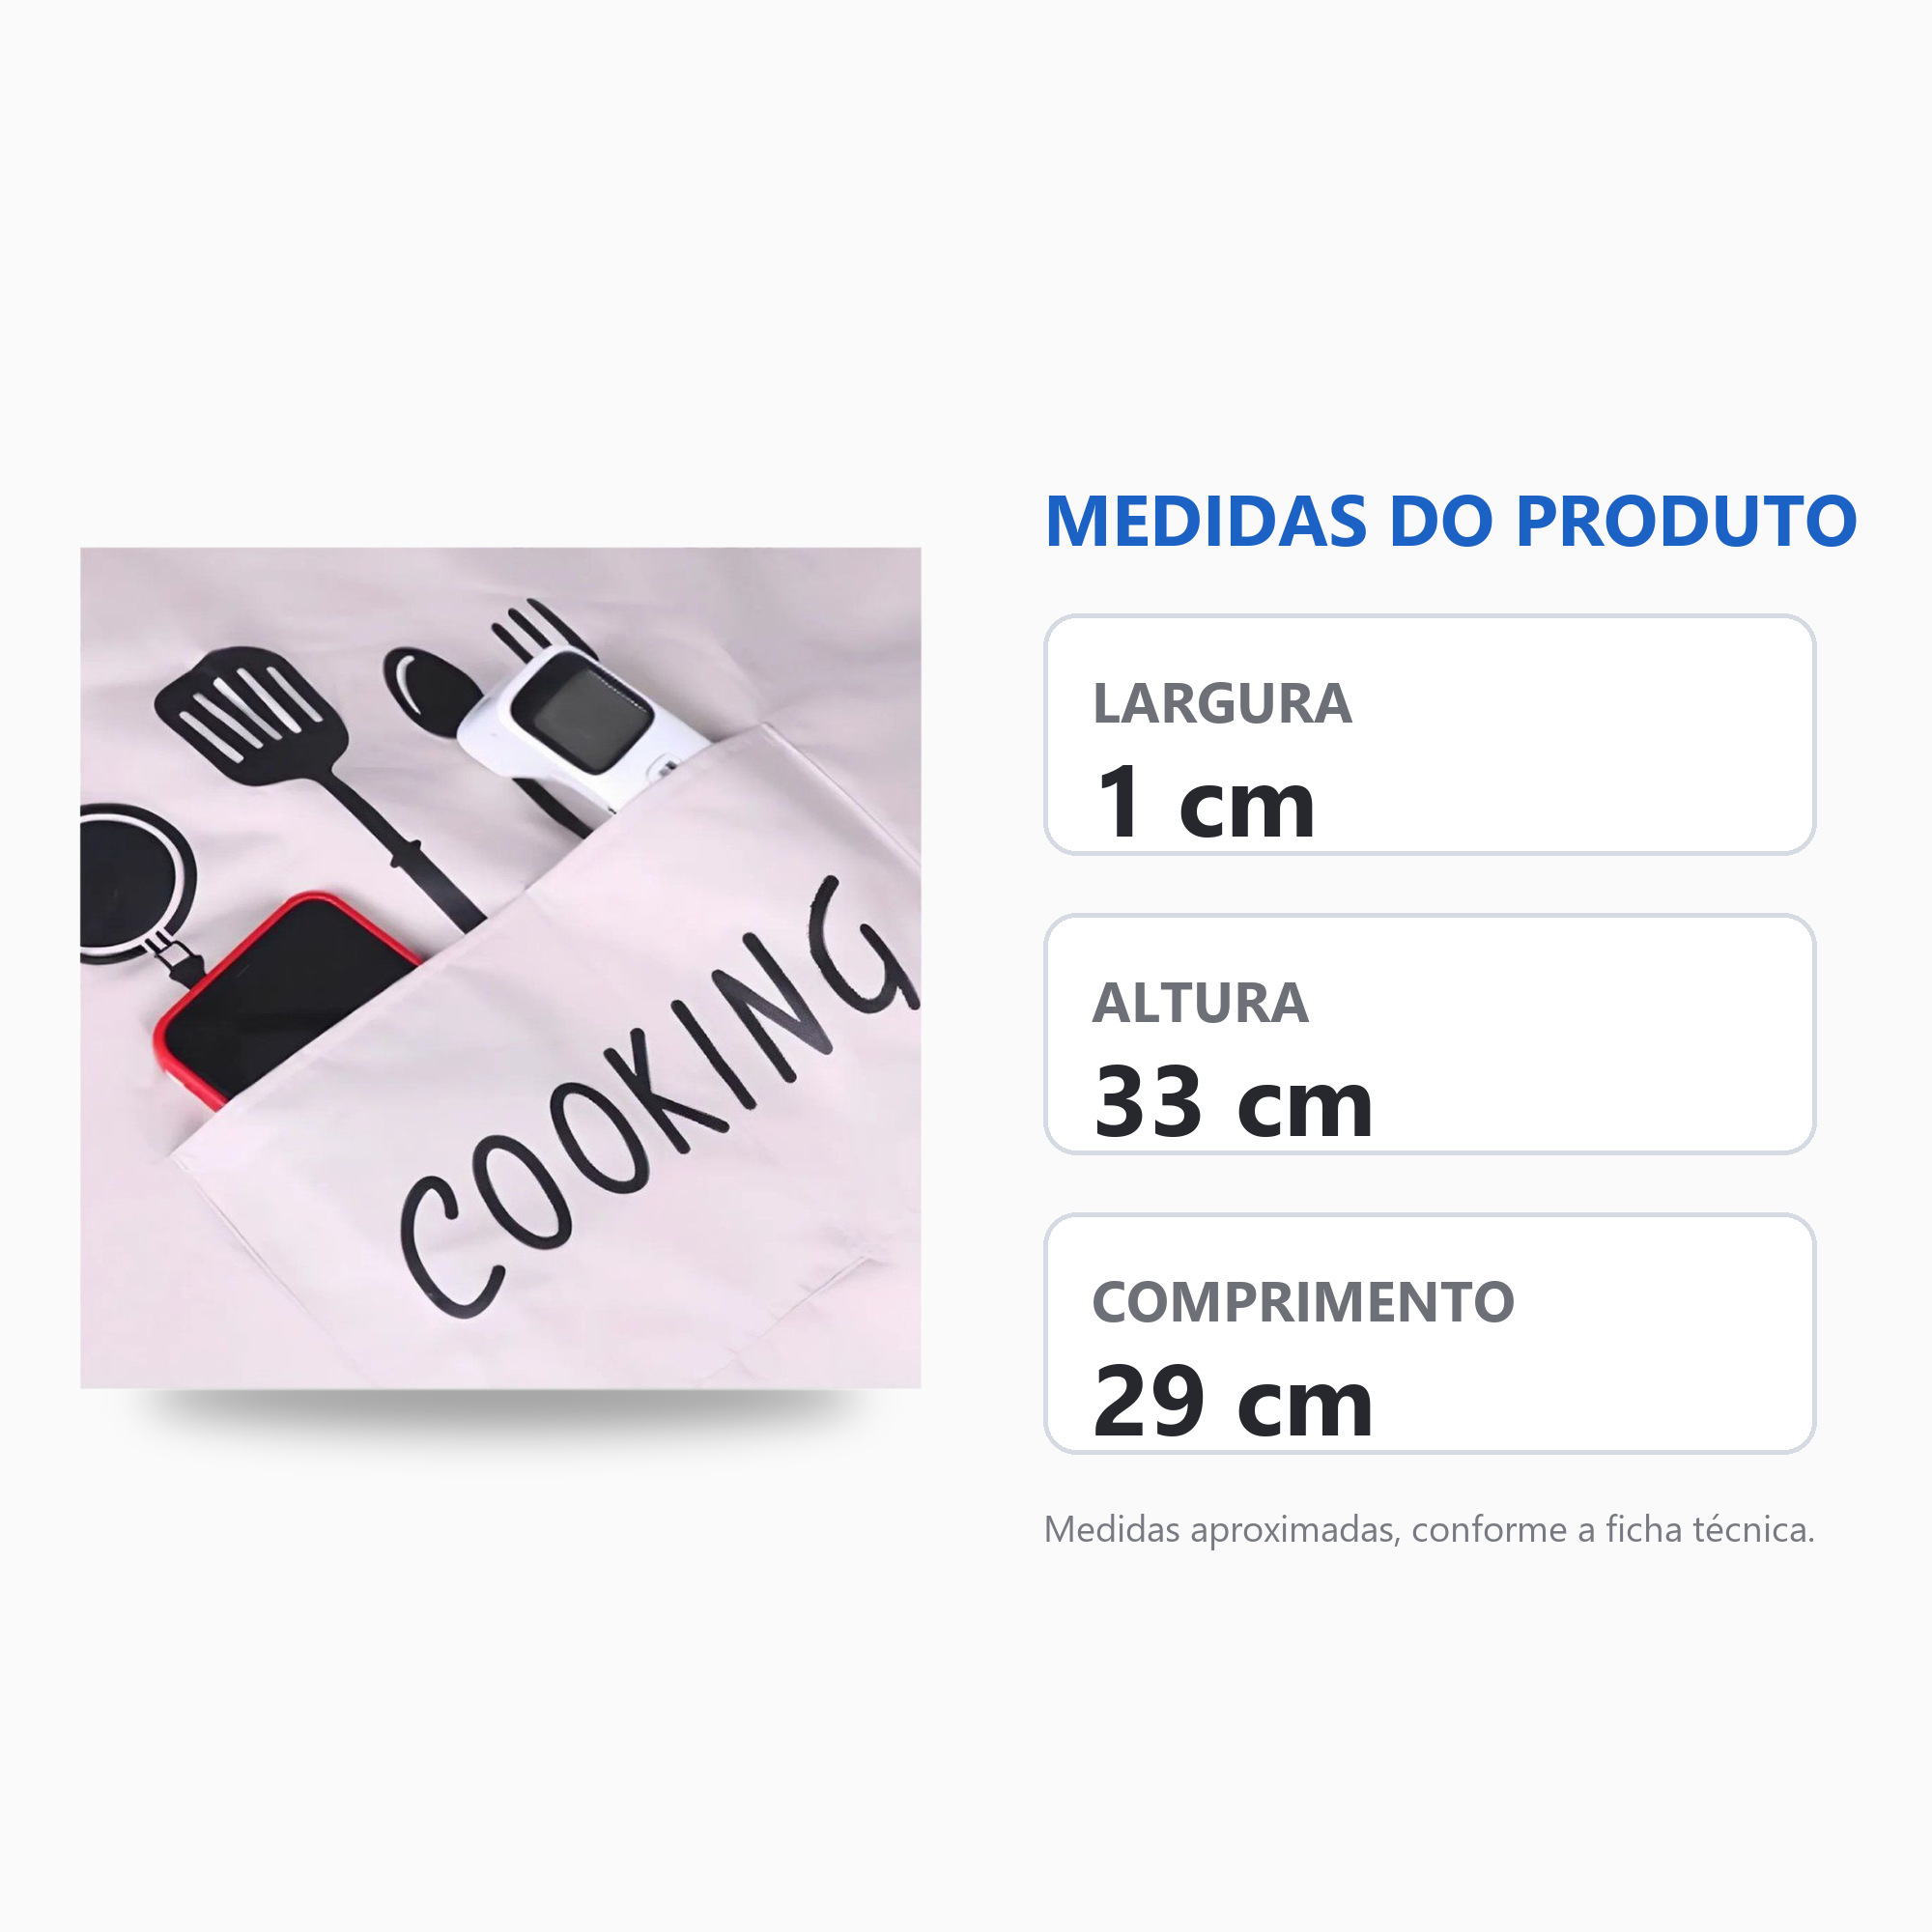 COOKING
MEDIDAS DO PRODUTO
LARGURA
1 cm
ALTURA
33 cm
COMPRIMENTO
29 cm
Medidas aproximadas, conforme a ficha técnica.